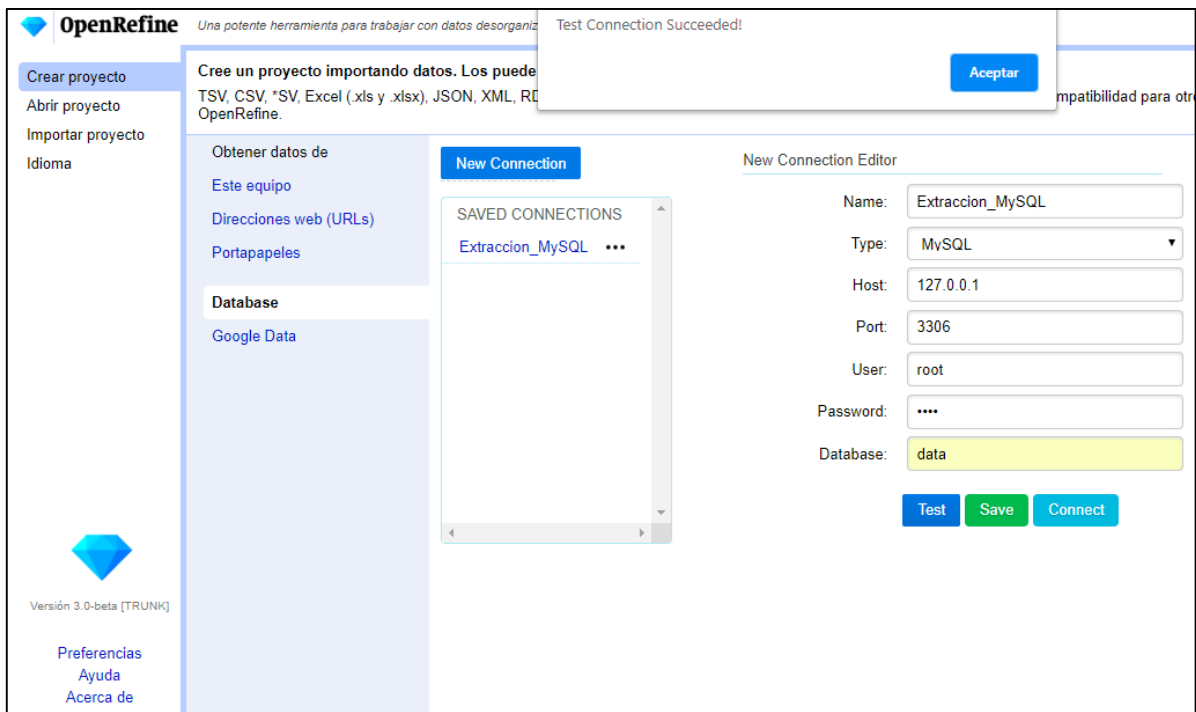 OpenRefine Una potente herramienta para trabajar con datos desorganiz
Test Connection Succeeded!
Aceptar
Crear proyecto
Abrir proyecto
Importar proyecto
Idioma
Cree un proyecto importando datos. Los puede
TSV, CSV, *SV, Excel (.xls y .xlsx), JSON, XML, RD
mpatibilidad para otr
OpenRefine.
Obtener datos de
Este equipo
Direcciones web (URLs)
Portapapeles
Database
Google Data
New Connection
SAVED CONNECTIONS
Extraccion_MySQL •••
New Connection Editor
Name: Extraccion_MySQL
Type: MySQL
Host: 127.0.0.1
Port: 3306
User: root
Password: ••••
Database: data
Test Save Connect
Versión 3.0-beta [TRUNK]
Preferencias
Ayuda
Acerca de